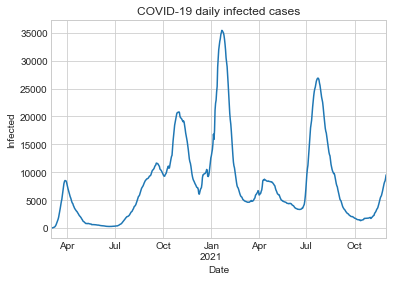 COVID-19 daily infected cases
35000
30000
25000
20000
15000
10000
5000
0
Infected
Apr Jul Oct Jan Apr Jul Oct
2021
Date